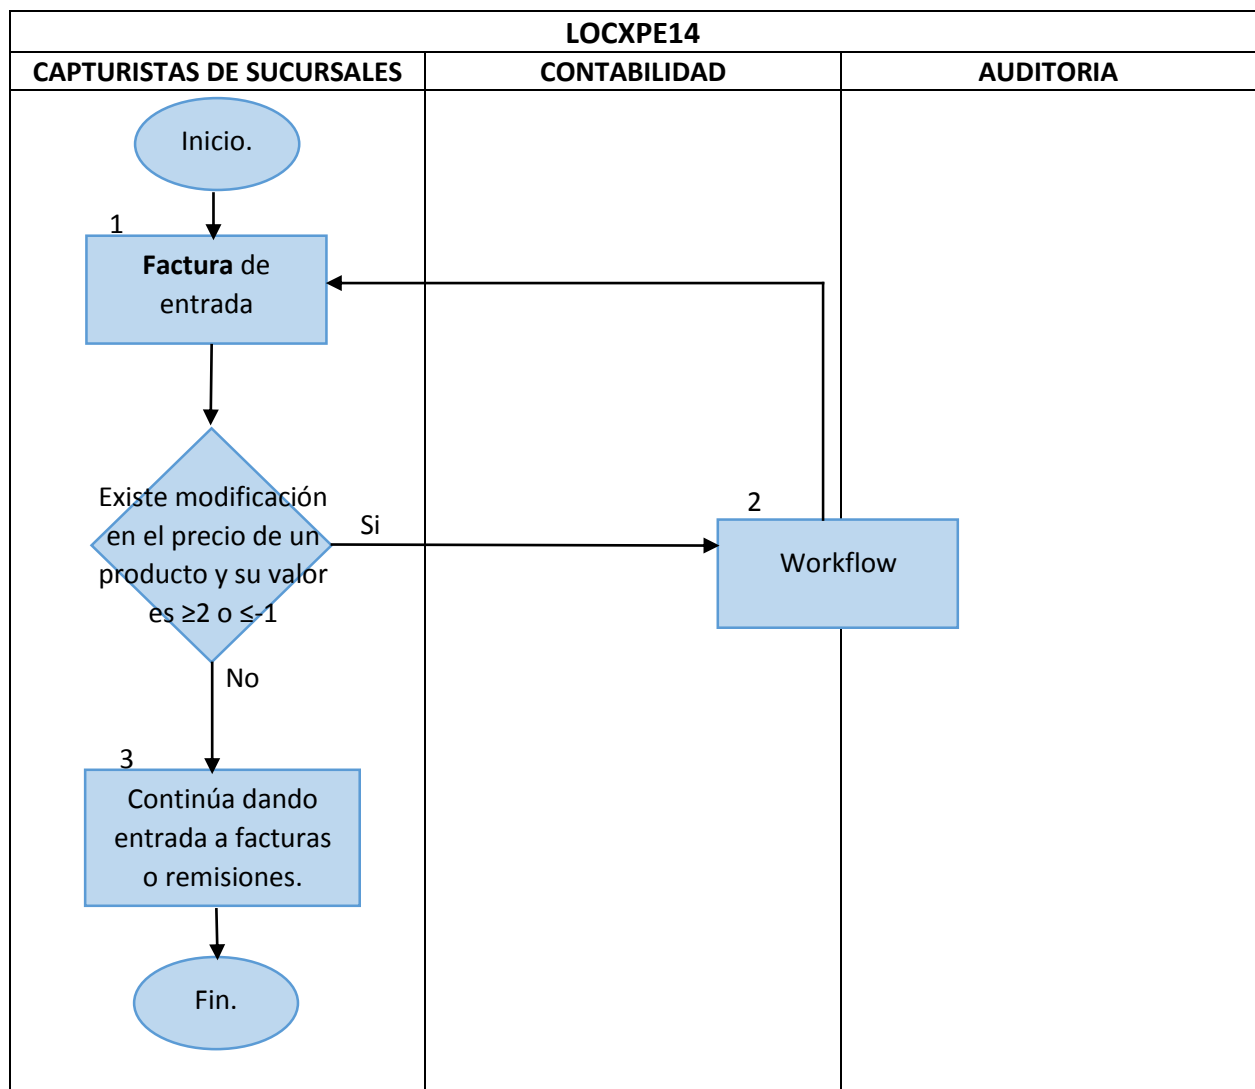 LOCXPE14
CAPTURISTAS DE SUCURSALES
CONTABILIDAD
AUDITORIA
Inicio.
1
Factura de
entrada
Existe modificación
en el precio de un
producto y su valor
es ≥2 o ≤-1
Si
2
Workflow
No
3
Continúa dando
entrada a facturas
o remisiones.
Fin.